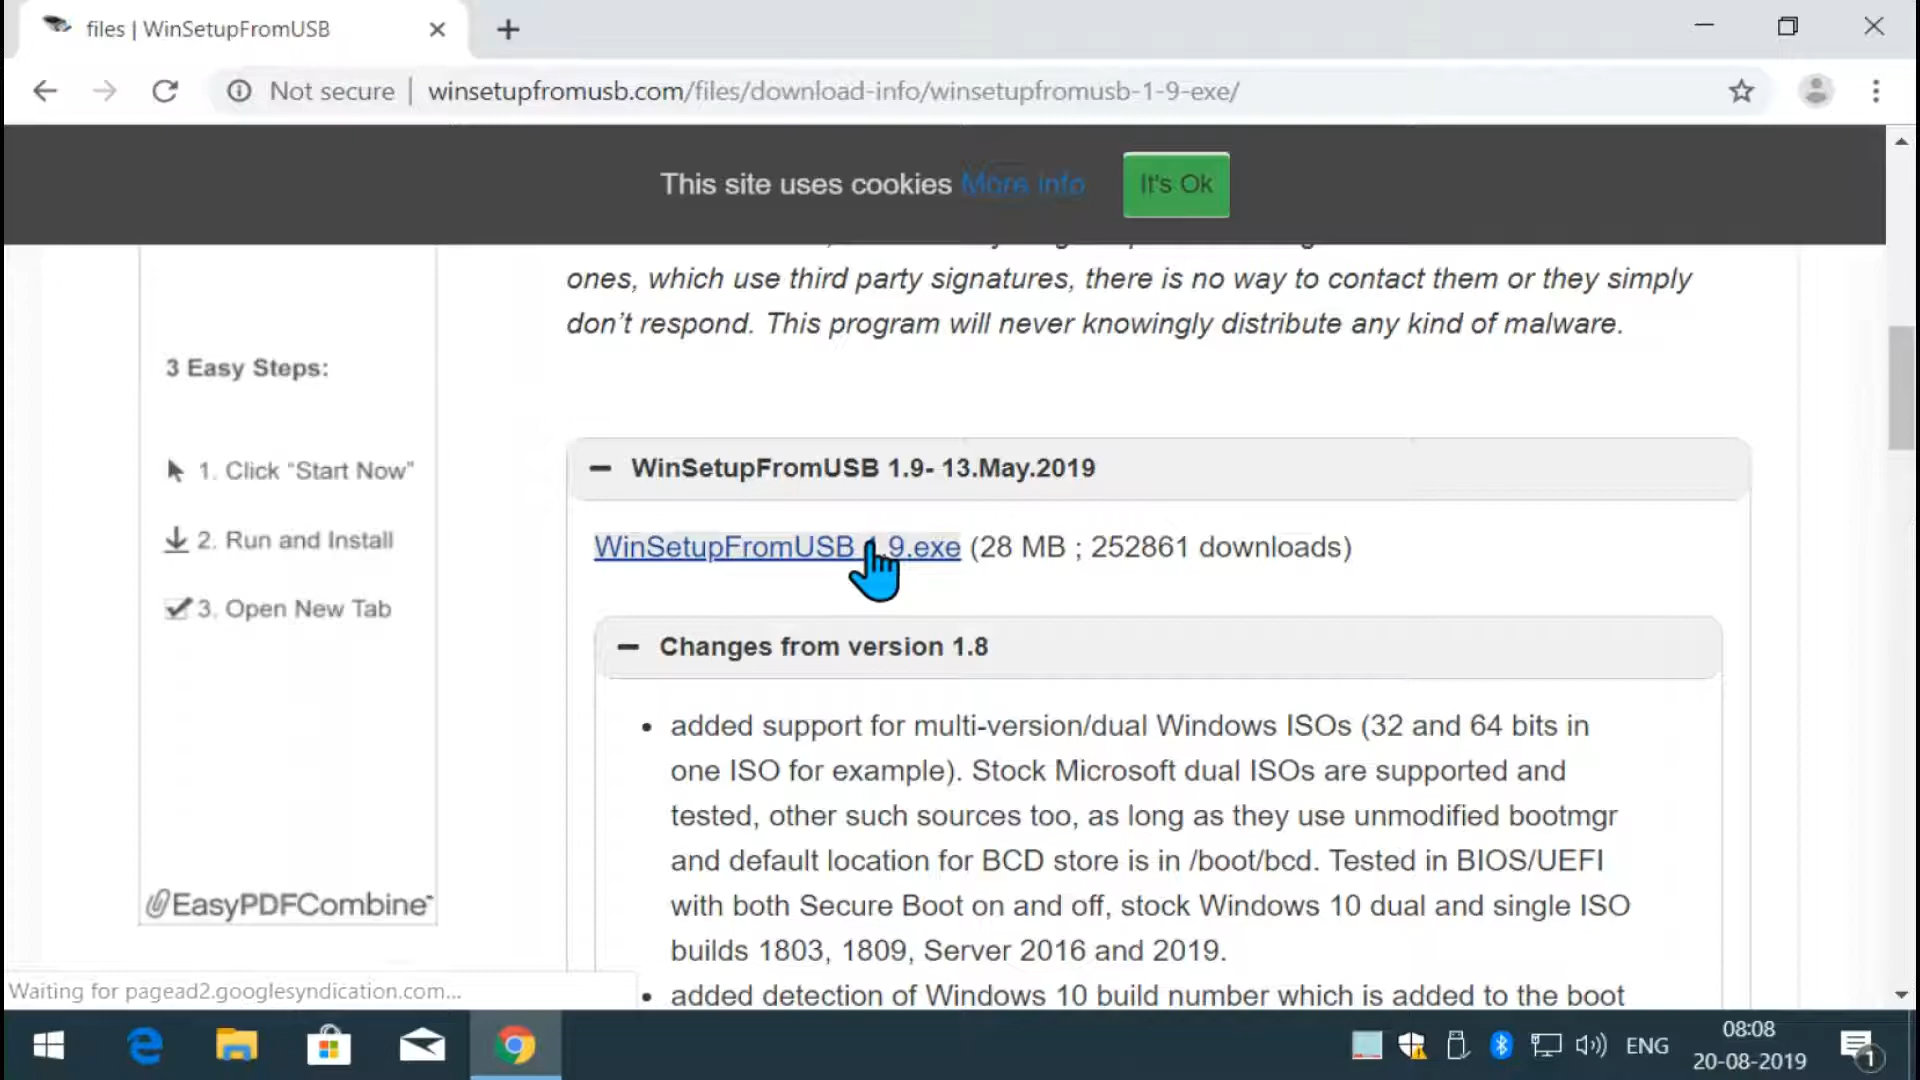 files | WinSetupFromUSB
Not secure | winsetupfromusb.com/files/download-info/winsetupfromusb-1-9-exe/
This site uses cookies More info It's Ok
ones, which use third party signatures, there is no way to contact them or they simply
don't respond. This program will never knowingly distribute any kind of malware.
3 Easy Steps:
1. Click “Start Now”
2. Run and Install
3. Open New Tab
EasyPDFCombine™
WinSetupFromUSB 1.9- 13.May.2019
WinSetupFromUSB 1.9.exe (28 MB ; 252861 downloads)
Changes from version 1.8
• added support for multi-version/dual Windows ISOs (32 and 64 bits in
one ISO for example). Stock Microsoft dual ISOs are supported and
tested, other such sources too, as long as they use unmodified bootmgr
and default location for BCD store is in /boot/bcd. Tested in BIOS/UEFI
with both Secure Boot on and off, stock Windows 10 dual and single ISO
builds 1803, 1809, Server 2016 and 2019.
• added detection of Windows 10 build number which is added to the boot
Waiting for pagead2.googlesyndication.com...
ENG
08:08
20-08-2019
1